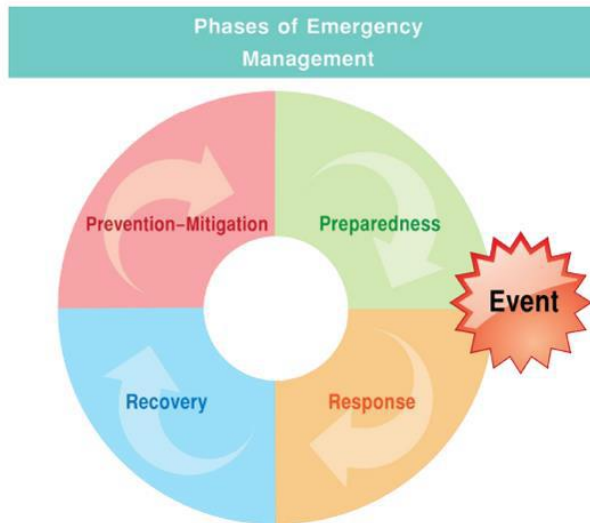 Phases of Emergency
Management
Prevention–Mitigation
Preparedness
Event
Recovery
Response